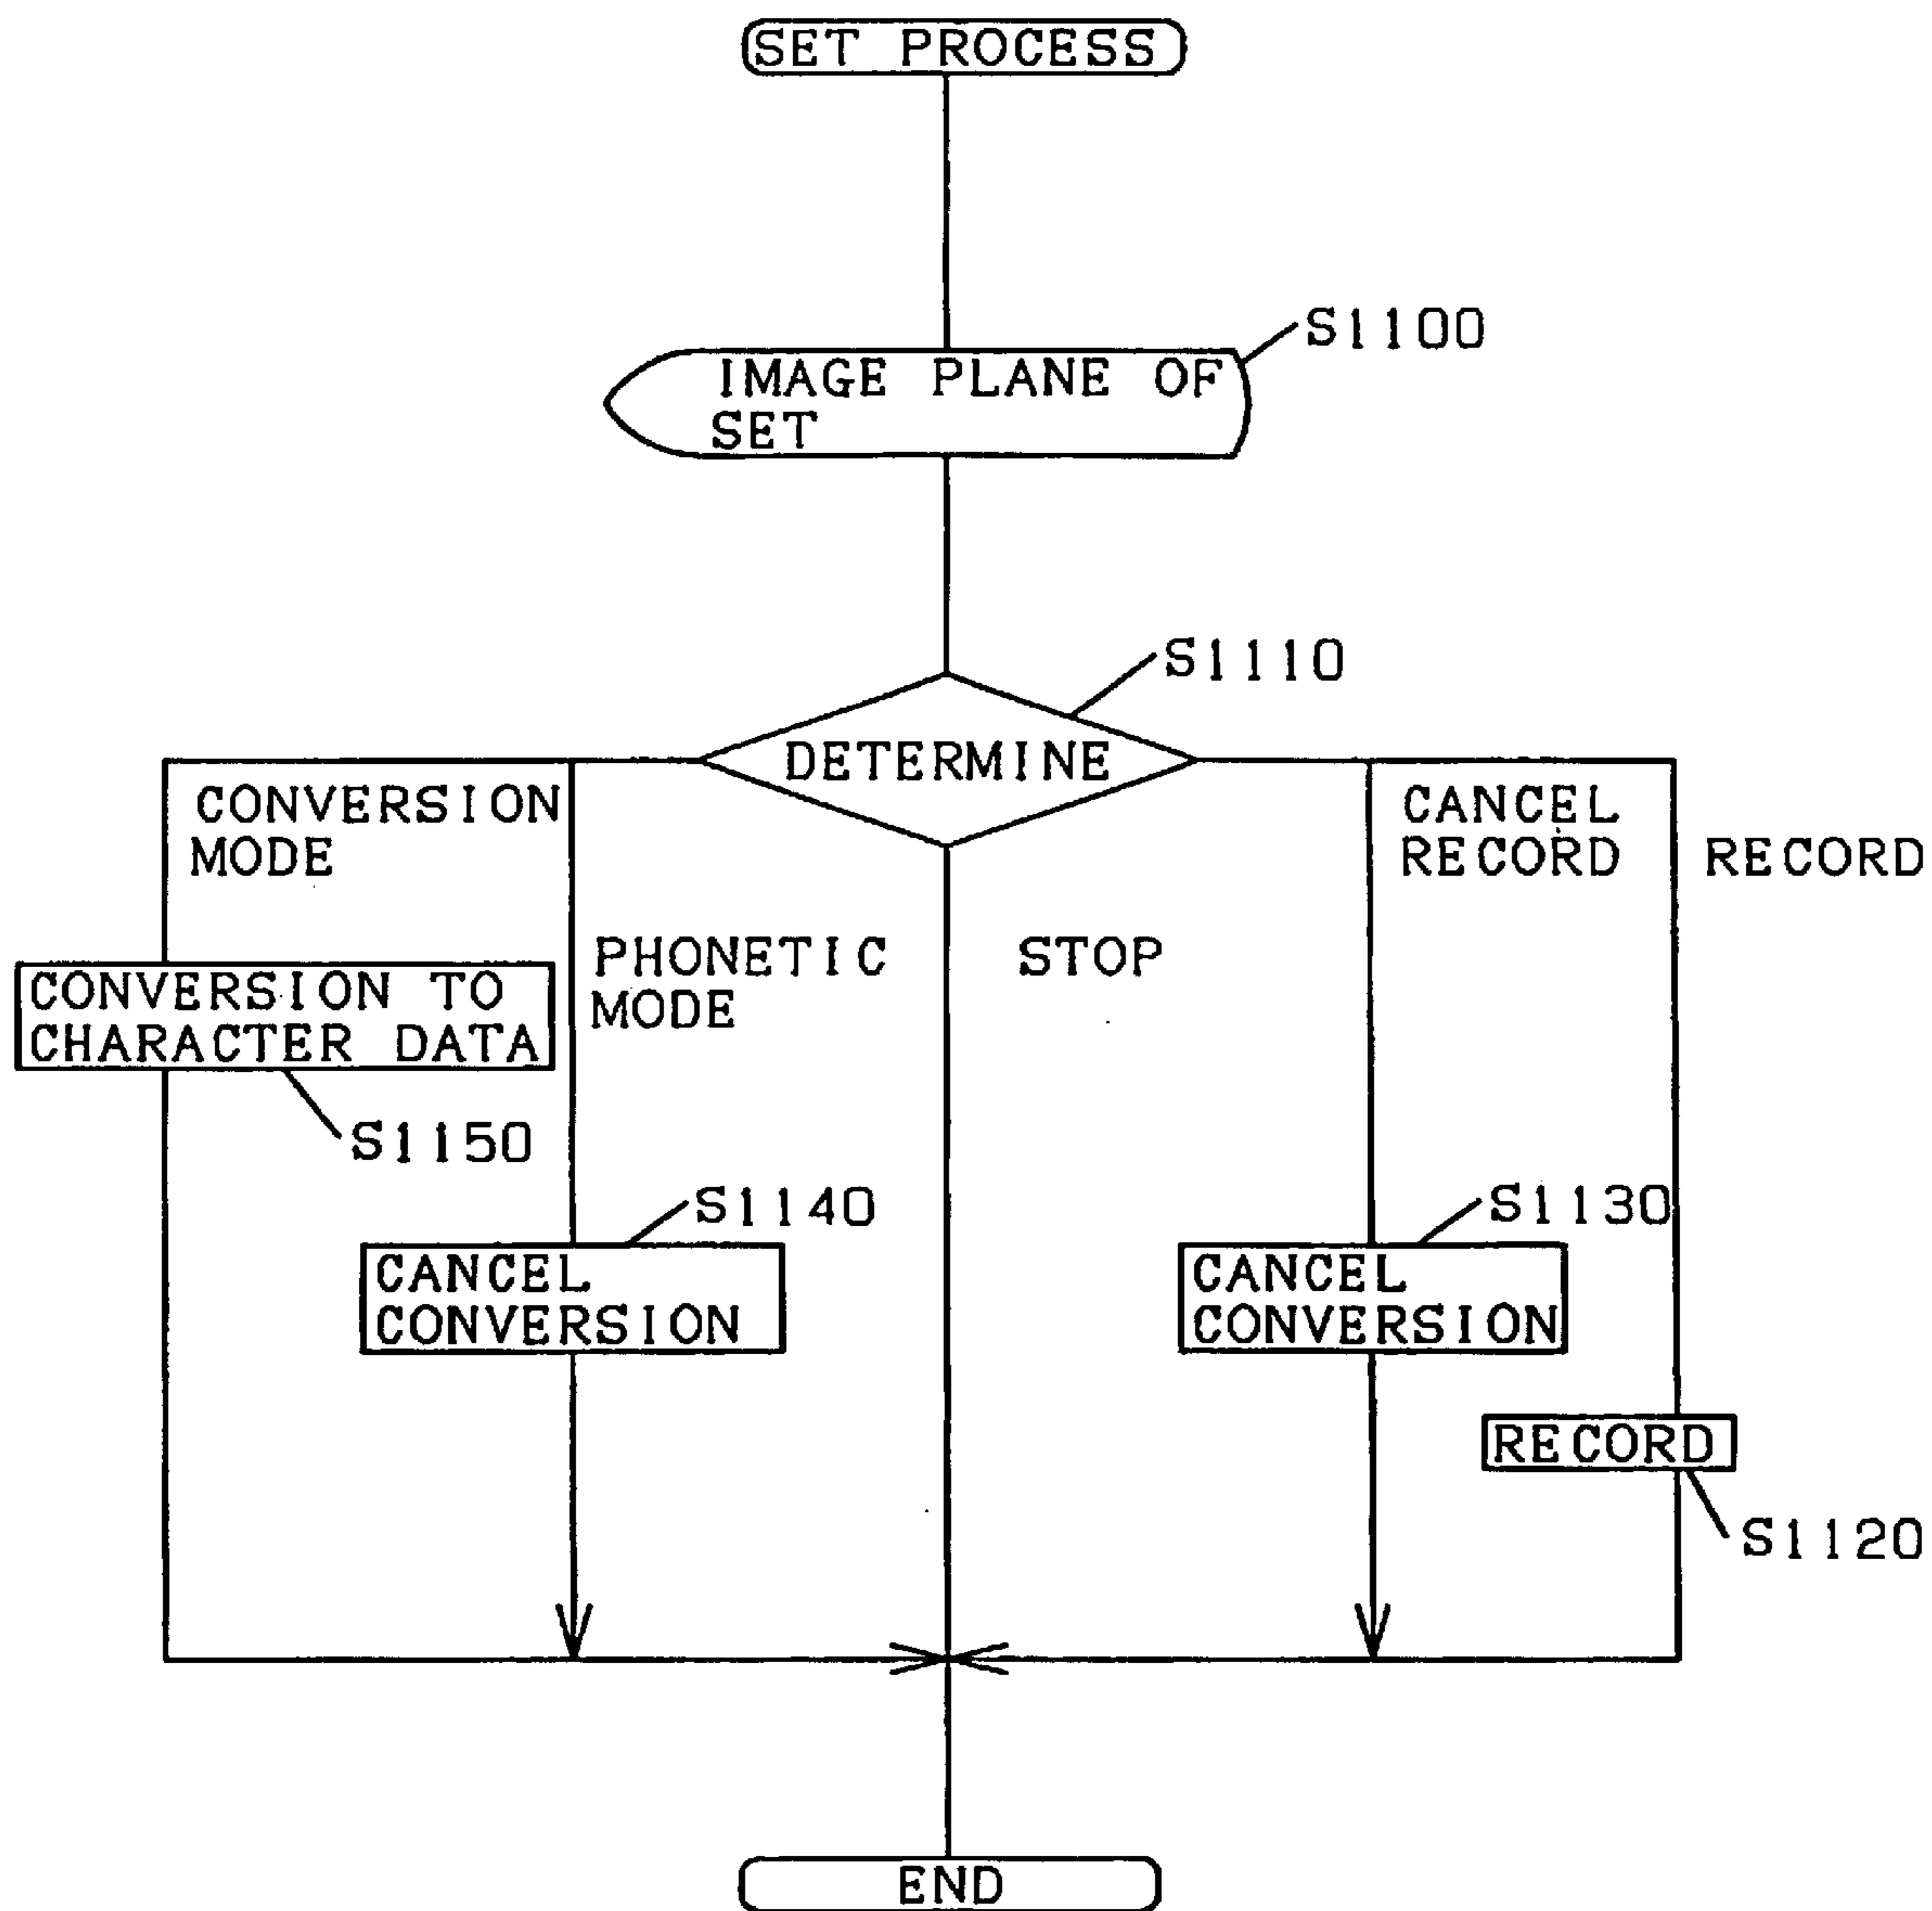 SET PROCESS
S1100
IMAGE PLANE OF
SET
S1110
DETERMINE
CONVERSION
MODE
CANCEL
RECORD
RECORD
PHONETIC
MODE
STOP
CONVERSION TO
CHARACTER DATA
S1150
S1140
S1130
CANCEL
CONVERSION
CANCEL
CONVERSION
RECORD
S1120
END